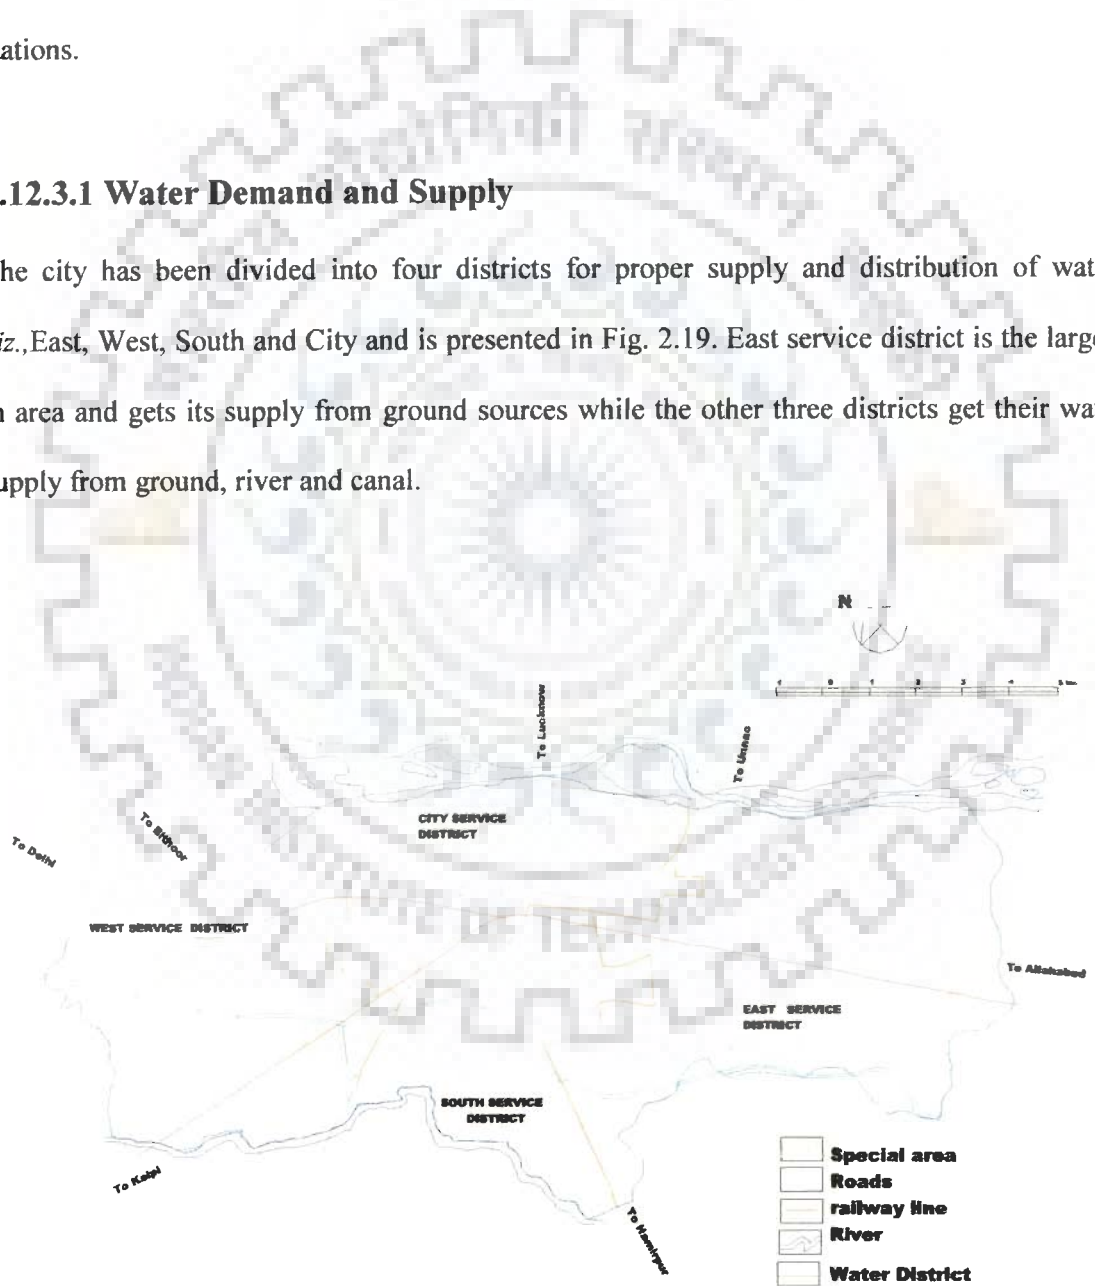 ations.
.12.3.1 Water Demand and Supply
he city has been divided into four districts for proper supply and distribution of wat
iz.,East, West, South and City and is presented in Fig. 2.19. East service district is the large
n area and gets its supply from ground sources while the other three districts get their wa
upply from ground, river and canal.
N
To Lucknow
To Unnao
CITY SERVICE
DISTRICT
To Bithoor
To Delhi
WEST SERVICE DISTRICT
To Allahabad
EAST SERVICE
DISTRICT
SOUTH SERVICE
DISTRICT
To Kalpi
To Hamirpur
Special area
Roads
railway line
River
Water District